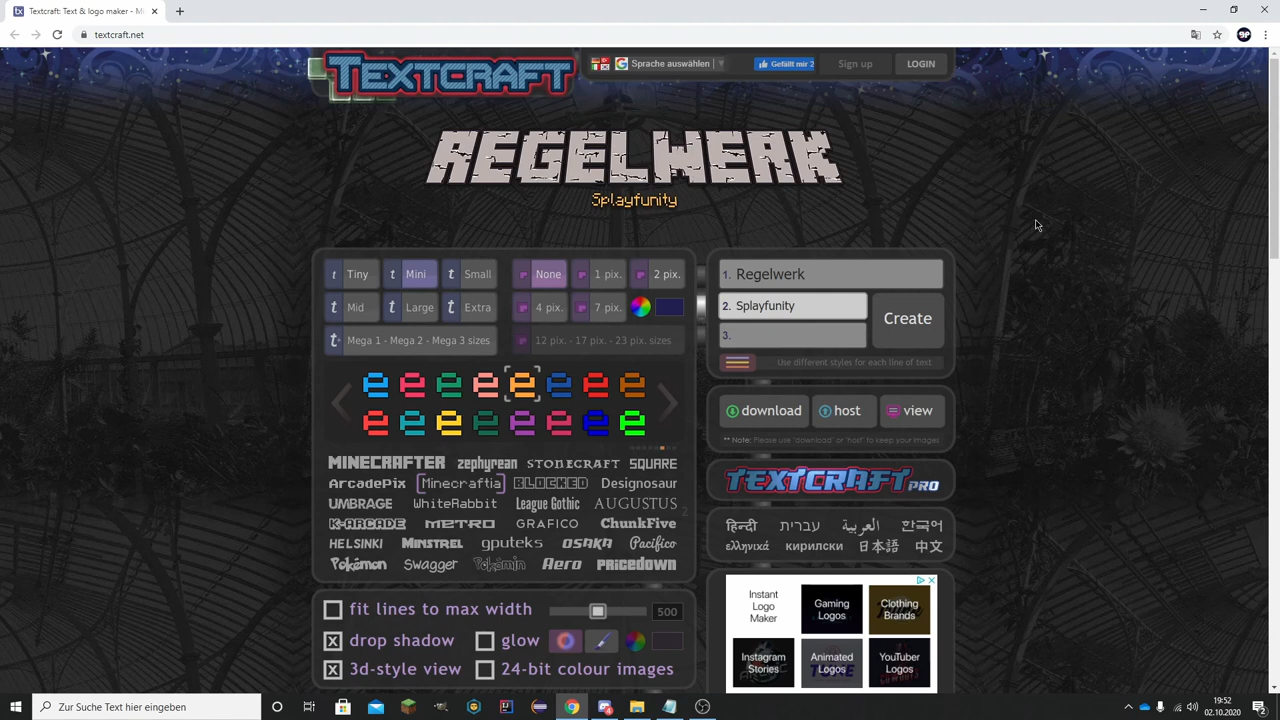 Textcraft: Text & logo maker - Mi
textcraft.net
TEXTCRAFT
Sprache auswählen
Gefällt mir 2
Sign up
LOGIN
REGELWERK
Splayfunity
t Tiny
t Mini
t Small
None
1 pix.
2 pix.
t Mid
t Large
t Extra
4 pix.
7 pix.
t+ Mega 1 - Mega 2 - Mega 3 sizes
12 pix. - 17 pix. - 23 pix. sizes
1. Regelwerk
2. Splayfunity
3.
Create
Use different styles for each line of text
e e e e e e e e
e e e e e e e e
MINECRAFTER zephyrean STONECRAFT SQUARE
ArcadePix Minecraftia BLOCKED Designosaur
UMBRAGE WhiteRabbit League Gothic AUGUSTUS 2
K-ARCADE METRO GRAFICO ChunkFive
HELSINKI MINSTREL gputeks OSAKA Pacifico
Pokémon Swagger Pokémin Aero PRICEDOWN
download
host
view
** Note: Please use "download" or "host" to keep your images
TEXTCRAFT PRO
हिन्दी עברית العربية 한국어
ελληνικά кирилски 日本語 中文
fit lines to max width
500
drop shadow
glow
3d-style view
24-bit colour images
Instant
Logo
Maker
Gaming
Logos
Clothing
Brands
Instagram
Stories
Animated
Logos
YouTuber
Logos
Zur Suche Text hier eingeben
19:52
02.10.2020
2